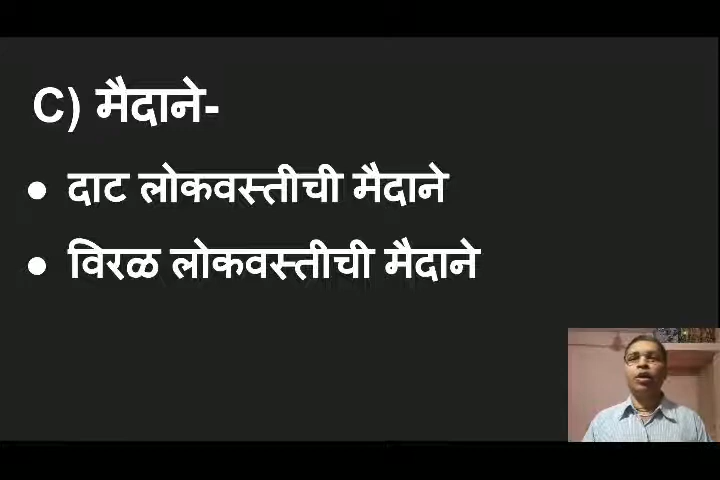 C) मैदाने-
● दाट लोकवस्तीची मैदाने
● विरळ लोकवस्तीची मैदाने